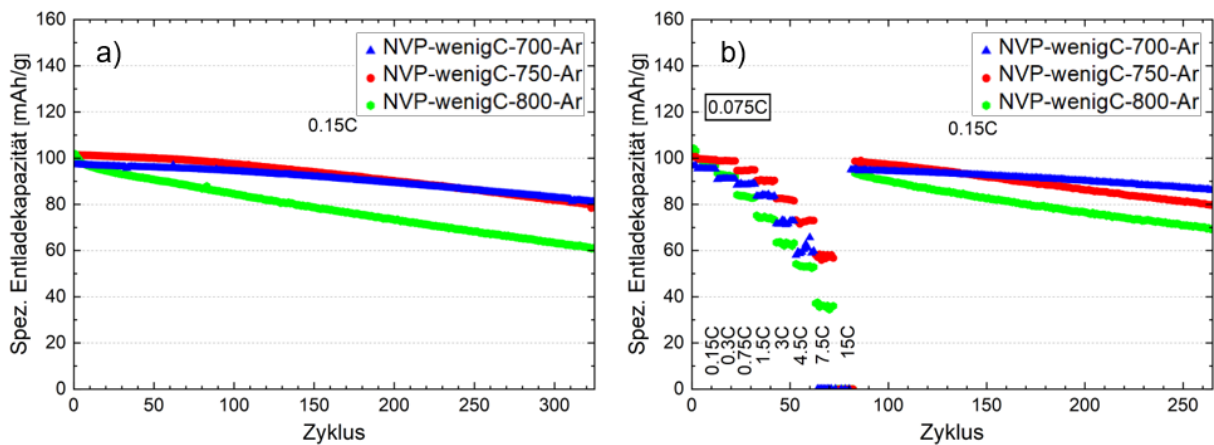 a)
NVP-wenigC-700-Ar
NVP-wenigC-750-Ar
NVP-wenigC-800-Ar
0.15C
Spez. Entladekapazität [mAh/g]
160
140
120
100
80
60
40
20
0
0 50 100 150 200 250 300
Zyklus
b)
NVP-wenigC-700-Ar
NVP-wenigC-750-Ar
NVP-wenigC-800-Ar
0.075C
0.15C
Spez. Entladekapazität [mAh/g]
160
140
120
100
80
60
40
20
0
0.15C
0.3C
0.75C
1.5C
3C
4.5C
7.5C
15C
0 50 100 150 200 250
Zyklus